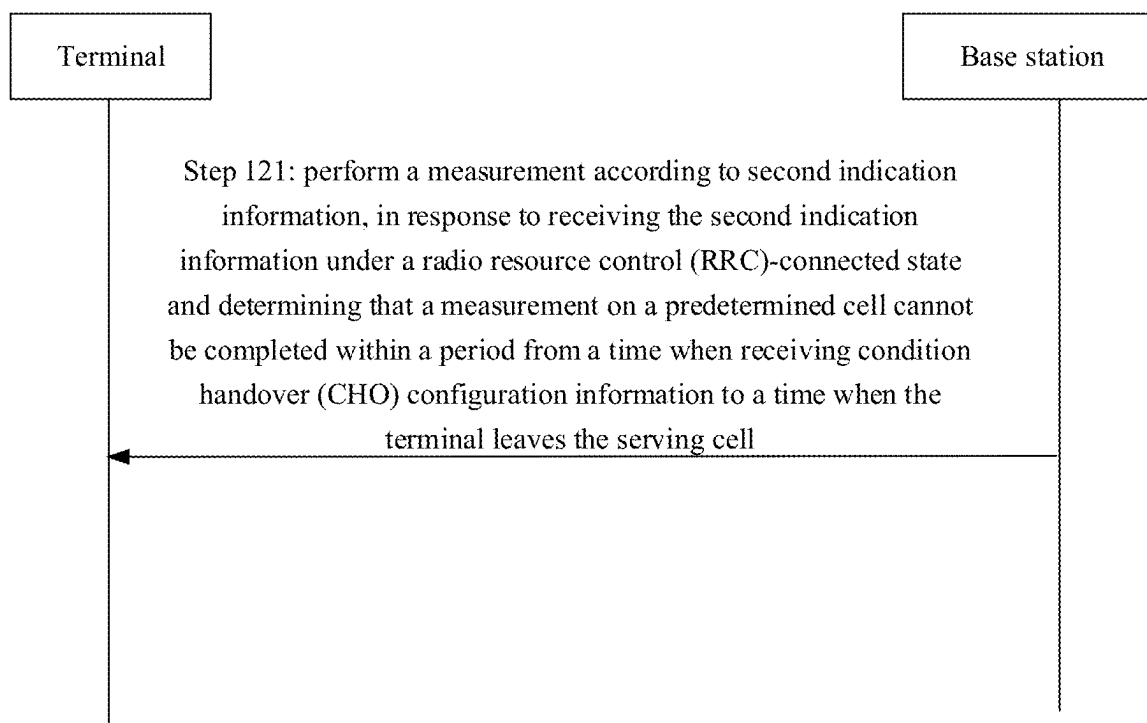 Terminal
Base station
Step 121: perform a measurement according to second indication
information, in response to receiving the second indication
information under a radio resource control (RRC)-connected state
and determining that a measurement on a predetermined cell cannot
be completed within a period from a time when receiving condition
handover (CHO) configuration information to a time when the
terminal leaves the serving cell